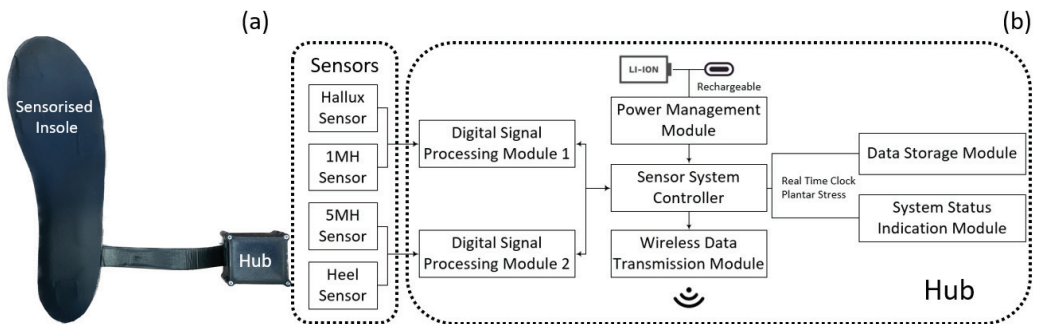 (a)
(b)
Sensorised
Insole
Hub
Sensors
Hallux
Sensor
1MH
Sensor
5MH
Sensor
Heel
Sensor
Digital Signal
Processing Module 1
Digital Signal
Processing Module 2
LI-ION
Rechargeable
Power Management
Module
Sensor System
Controller
Wireless Data
Transmission Module
Real Time Clock
Plantar Stress
Data Storage Module
System Status
Indication Module
Hub